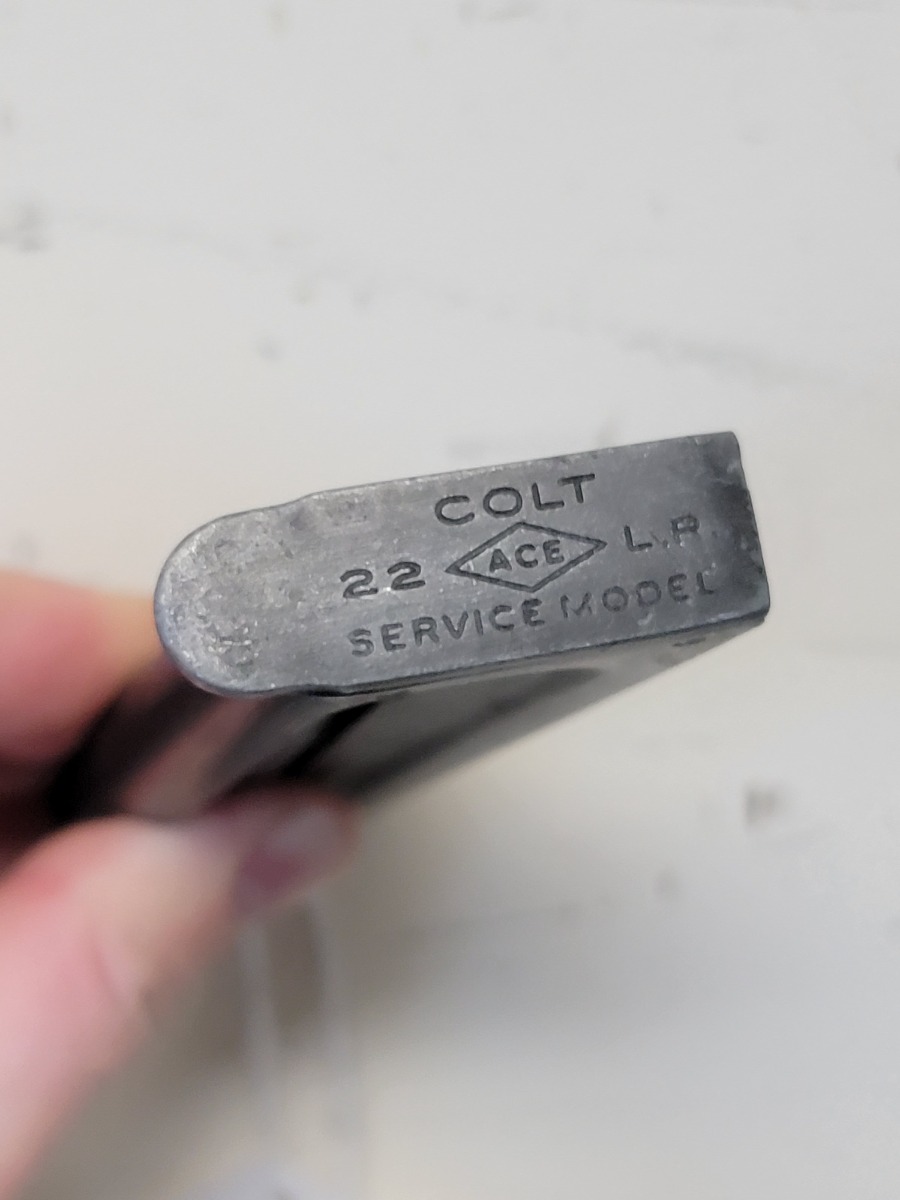 COLT
22 ACE L.R.
SERVICE MODEL